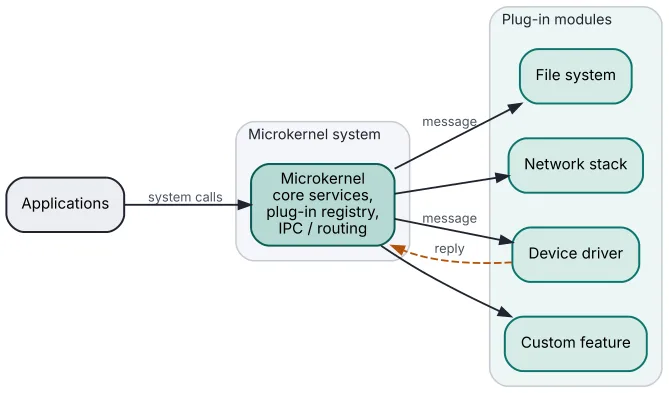 Plug-in modules
File system
message
Microkernel system
Network stack
Microkernel
core services,
plug-in registry,
IPC / routing
Applications
system calls
message
reply
Device driver
Custom feature